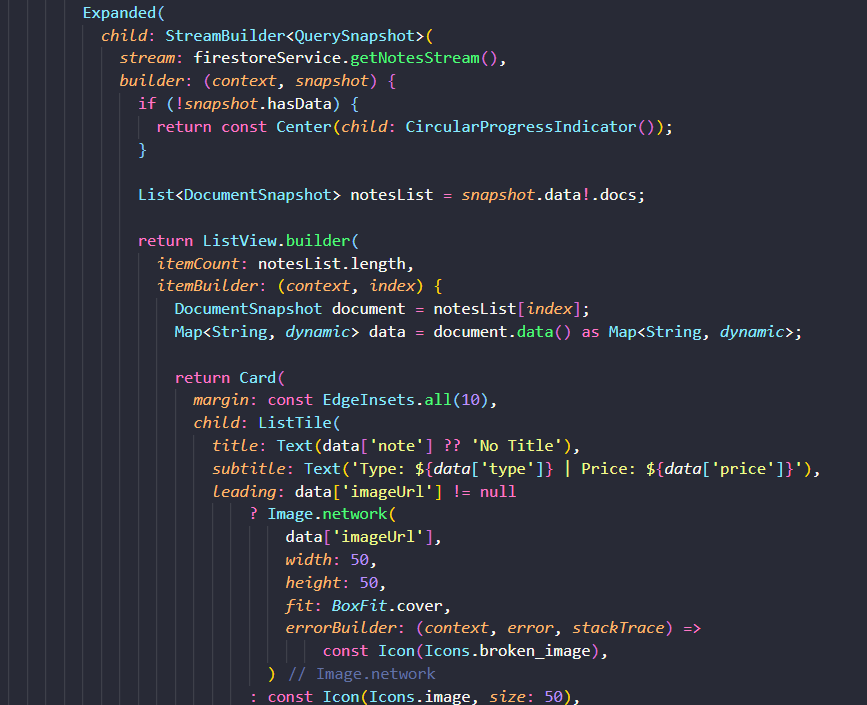 Expanded(
child: StreamBuilder<QuerySnapshot>(
stream: firestoreService.getNotesStream(),
builder: (context, snapshot) {
if (!snapshot.hasData) {
return const Center(child: CircularProgressIndicator());
}
List<DocumentSnapshot> notesList = snapshot.data!.docs;
return ListView.builder(
itemCount: notesList.length,
itemBuilder: (context, index) {
DocumentSnapshot document = notesList[index];
Map<String, dynamic> data = document.data() as Map<String, dynamic>;
return Card(
margin: const EdgeInsets.all(10),
child: ListTile(
title: Text(data['note'] ?? 'No Title'),
subtitle: Text('Type: ${data['type']} | Price: ${data['price']}'),
leading: data['imageUrl'] != null
? Image.network(
data['imageUrl'],
width: 50,
height: 50,
fit: BoxFit.cover,
errorBuilder: (context, error, stackTrace) =>
const Icon(Icons.broken_image),
) // Image.network
: const Icon(Icons.image, size: 50),